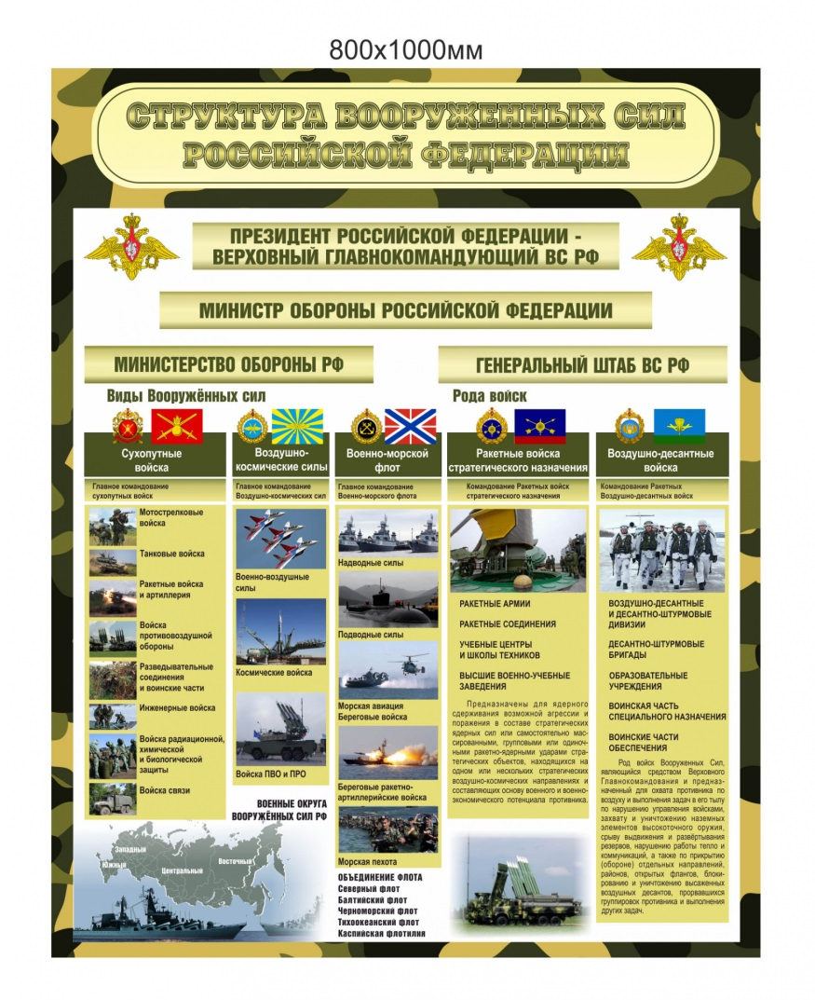 800х1000мм
СТРУКТУРА ВООРУЖЕННЫХ СИЛ
РОССИЙСКОЙ ФЕДЕРАЦИИ
ПРЕЗИДЕНТ РОССИЙСКОЙ ФЕДЕРАЦИИ -
ВЕРХОВНЫЙ ГЛАВНОКОМАНДУЮЩИЙ ВС РФ
МИНИСТР ОБОРОНЫ РОССИЙСКОЙ ФЕДЕРАЦИИ
МИНИСТЕРСТВО ОБОРОНЫ РФ
ГЕНЕРАЛЬНЫЙ ШТАБ ВС РФ
Виды Вооружённых сил
Рода войск
Сухопутные
войска
Главное командование
сухопутных войск
Мотострелковые
войска
Танковые войска
Ракетные войска
и артиллерия
Войска
противовоздушной
обороны
Разведывательные
соединения
и воинские части
Инженерные войска
Войска радиационной,
химической
и биологической
защиты
Войска связи
Воздушно-
космические силы
Главное командование
Воздушно-космических сил
Военно-воздушные
силы
Космические войска
Войска ПВО и ПРО
ВОЕННЫЕ ОКРУГА
ВООРУЖЁННЫХ СИЛ РФ
Западный
Южный
Центральный
Восточный
Военно-морской
флот
Главное командование
Военно-морского флота
Надводные силы
Подводные силы
Морская авиация
Береговые войска
Береговые ракетно-
артиллерийские войска
Морская пехота
ОБЪЕДИНЕНИЕ ФЛОТА
Северный флот
Балтийский флот
Черноморский флот
Тихоокеанский флот
Каспийская флотилия
Ракетные войска
стратегического назначения
Командование Ракетных войск
стратегического назначения
РАКЕТНЫЕ АРМИИ
РАКЕТНЫЕ СОЕДИНЕНИЯ
УЧЕБНЫЕ ЦЕНТРЫ
И ШКОЛЫ ТЕХНИКОВ
ВЫСШИЕ ВОЕННО-УЧЕБНЫЕ
ЗАВЕДЕНИЯ
Предназначены для ядерного
сдерживания возможной агрессии и
поражения в составе стратегических
ядерных сил или самостоятельно мас-
сированными, групповыми или одиноч-
ными ракетно-ядерными ударами стра-
тегических объектов, находящихся на
одном или нескольких стратегических
воздушно-космических направлениях и
составляющих основу военного и военно-
экономического потенциала противника.
Воздушно-десантные
войска
Командование Ракетных
Воздушно-десантных войск
ВОЗДУШНО-ДЕСАНТНЫЕ
И ДЕСАНТНО-ШТУРМОВЫЕ
ДИВИЗИИ
ДЕСАНТНО-ШТУРМОВЫЕ
БРИГАДЫ
ОБРАЗОВАТЕЛЬНЫЕ
УЧРЕЖДЕНИЯ
ВОИНСКАЯ ЧАСТЬ
СПЕЦИАЛЬНОГО НАЗНАЧЕНИЯ
ВОИНСКИЕ ЧАСТИ
ОБЕСПЕЧЕНИЯ
Род войск Вооруженных Сил,
являющийся средством Верховного
Главнокомандования и предназ-
наченный для охвата противника по
воздуху и выполнения задач в его тылу
по нарушению управления войсками,
захвату и уничтожению наземных
элементов высокоточного оружия,
срыву выдвижения и развёртывания
резервов, нарушению работы тепло и
коммуникаций, а также по прикрытию
(обороне) отдельных направлений,
районов, открытых флангов, блоки-
рованию и уничтожению высаженных
воздушных десантов, прорвавшихся
группировок противника и выполнения
других задач.